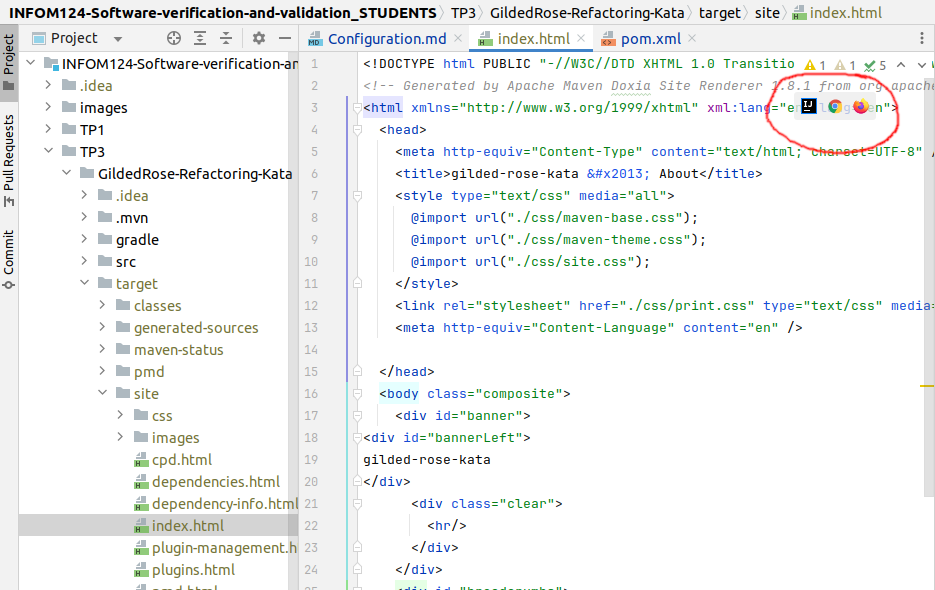 INFOM124-Software-verification-and-validation_STUDENTS TP3 GildedRose-Refactoring-Kata target site index.html
Project
Configuration.md
index.html
pom.xml
Project
Pull Requests
Commit
INFOM124-Software-verification-an
.idea
images
TP1
TP3
GildedRose-Refactoring-Kata
.idea
.mvn
gradle
src
target
classes
generated-sources
maven-status
pmd
site
css
images
cpd.html
dependencies.html
dependency-info.html
index.html
plugin-management.h
plugins.html
1 <!DOCTYPE html PUBLIC "-//W3C//DTD XHTML 1.0 Transitio
1 1 5
2 <!-- Generated by Apache Maven Doxia Site Renderer 1.8.1 from org.apache
3 <html xmlns="http://www.w3.org/1999/xhtml" xml:lang="en">
IJ
4 <head>
5 <meta http-equiv="Content-Type" content="text/html; charset=UTF-8" /
6 <title>gilded-rose-kata &#x2013; About</title>
7 <style type="text/css" media="all">
8 @import url("./css/maven-base.css");
9 @import url("./css/maven-theme.css");
10 @import url("./css/site.css");
11 </style>
12 <link rel="stylesheet" href="./css/print.css" type="text/css" media=
13 <meta http-equiv="Content-Language" content="en" />
14
15 </head>
16 <body class="composite">
17 <div id="banner">
18 <div id="bannerLeft">
19 gilded-rose-kata
20 </div>
21 <div class="clear">
22 <hr/>
23 </div>
24 </div>